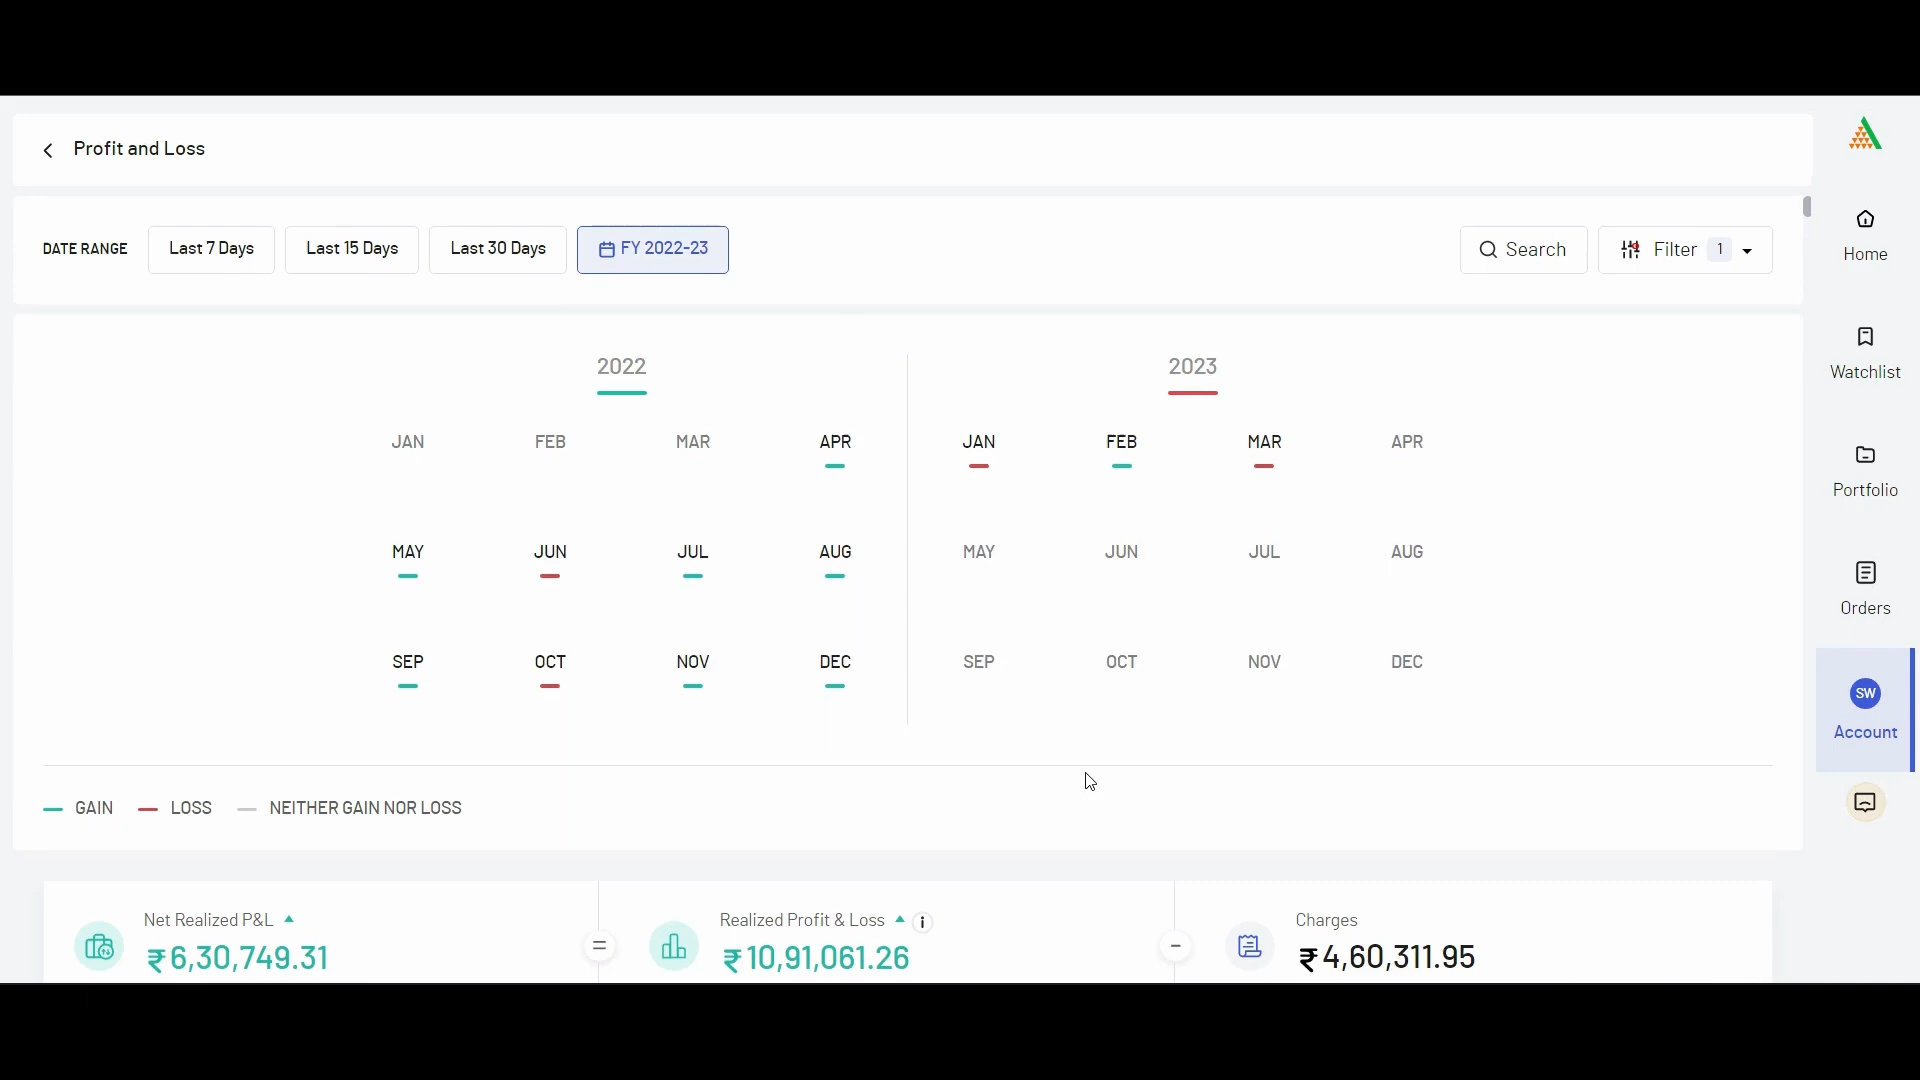 Profit and Loss
DATE RANGE Last 7 Days Last 15 Days Last 30 Days FY 2022-23 Search Filter 1
Home
Watchlist
Portfolio
Orders
SW
Account
2022 2023
JAN FEB MAR APR JAN FEB MAR APR
MAY JUN JUL AUG MAY JUN JUL AUG
SEP OCT NOV DEC SEP OCT NOV DEC
GAIN LOSS NEITHER GAIN NOR LOSS
Net Realized P&L Realized Profit & Loss Charges
₹6,30,749.31 = ₹10,91,061.26 - ₹4,60,311.95